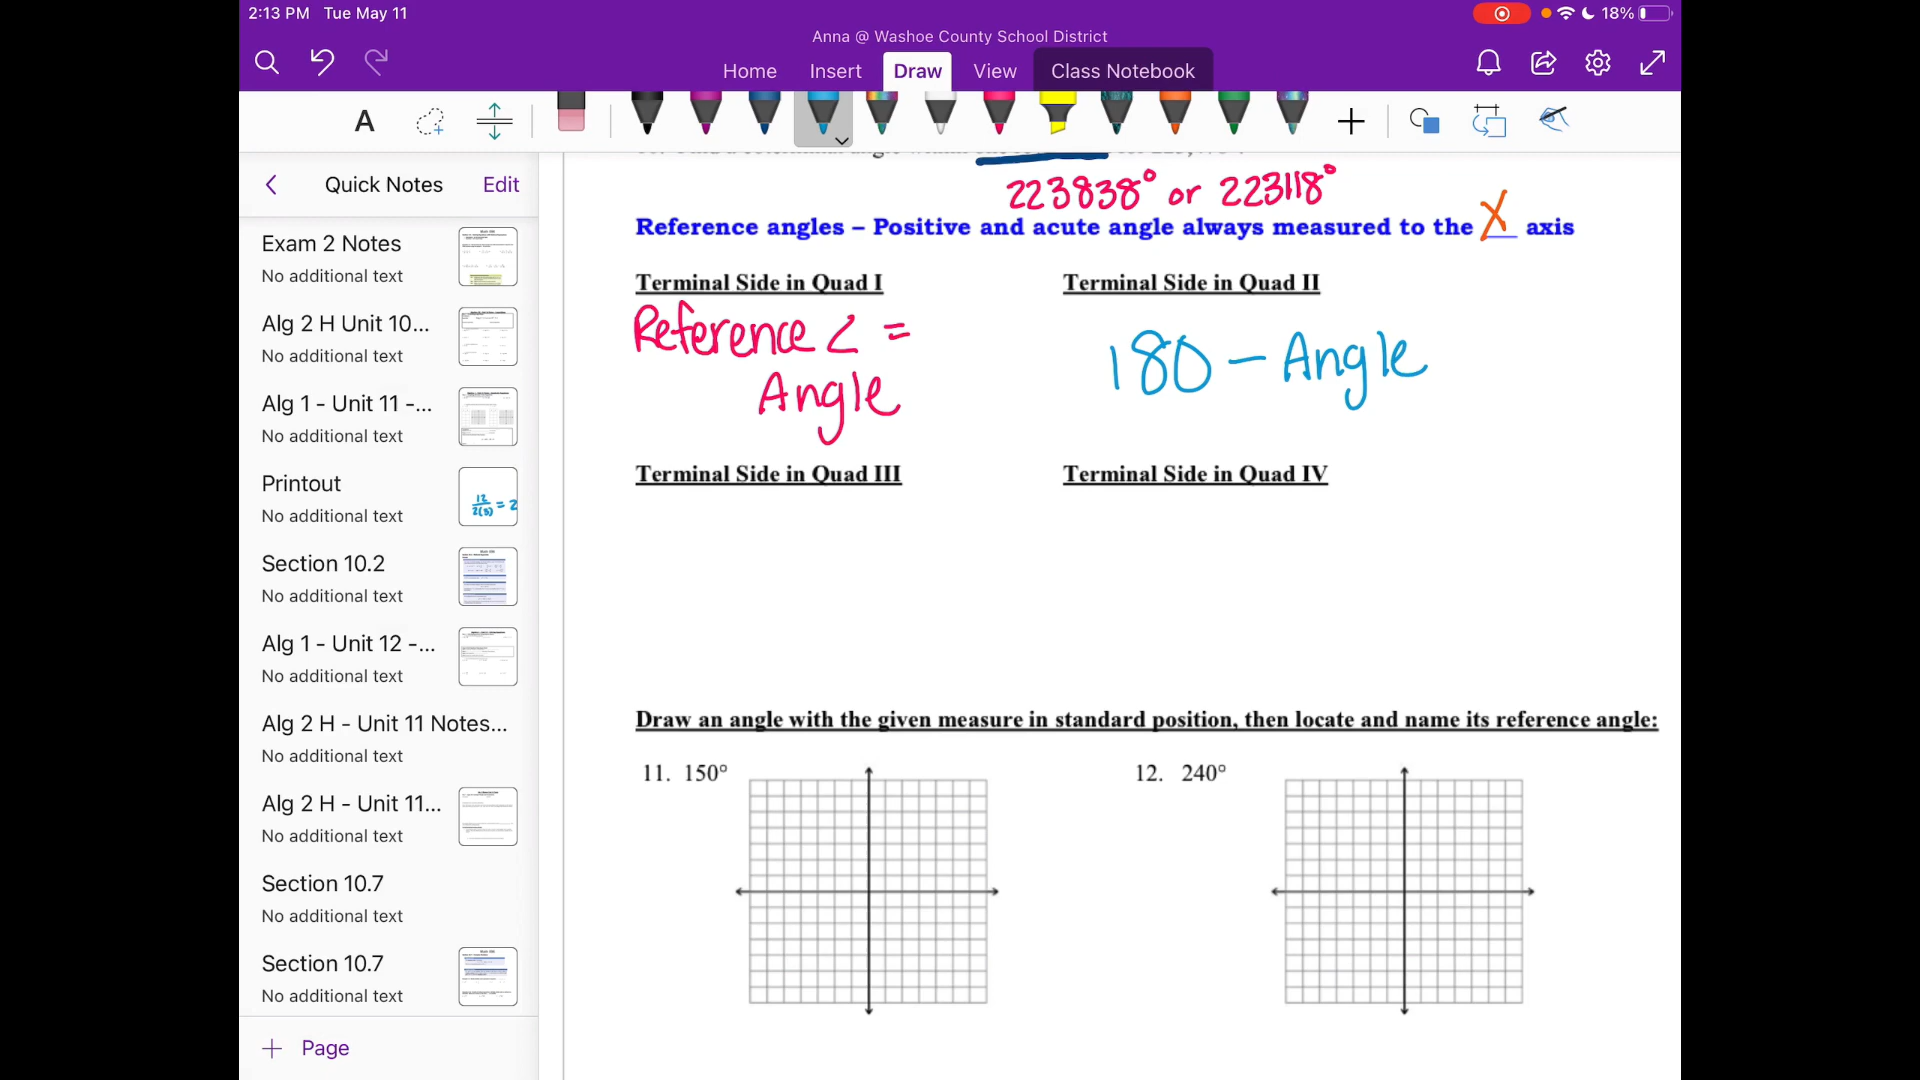 2:13 PM Tue May 11
18%
Anna @ Washoe County School District
Home Insert Draw View Class Notebook
A
Quick Notes Edit
Exam 2 Notes
No additional text
Alg 2 H Unit 10...
No additional text
Alg 1 - Unit 11 -...
No additional text
Printout
No additional text
12/2(3) = 2
Section 10.2
No additional text
Alg 1 - Unit 12 -...
No additional text
Alg 2 H - Unit 11 Notes...
No additional text
Alg 2 H - Unit 11...
No additional text
Section 10.7
No additional text
Section 10.7
No additional text
+ Page
223838° or 223118°
Reference angles – Positive and acute angle always measured to the X axis
Terminal Side in Quad I
Reference ∠ =
Angle
Terminal Side in Quad II
180 - Angle
Terminal Side in Quad III
Terminal Side in Quad IV
Draw an angle with the given measure in standard position, then locate and name its reference angle:
11. 150°
12. 240°